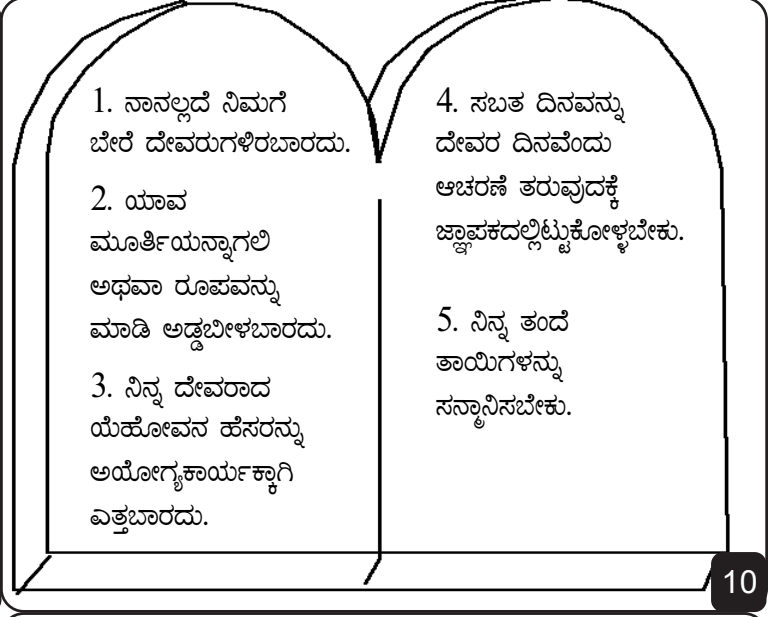 1. ನಾನಲ್ಲದೆ ನಿಮಗೆ
ಬೇರೆ ದೇವರುಗಳಿರಬಾರದು.
2. ಯಾವ
ಮೂರ್ತಿಯನ್ನಾಗಲಿ
ಅಥವಾ ರೂಪವನ್ನು
ಮಾಡಿ ಅಡ್ಡಬೀಳಬಾರದು.
3. ನಿನ್ನ ದೇವರಾದ
ಯೆಹೋವನ ಹೆಸರನ್ನು
ಅಯೋಗ್ಯಕಾರ್ಯಕ್ಕಾಗಿ
ಎತ್ತಬಾರದು.
4. ಸಬತ ದಿನವನ್ನು
ದೇವರ ದಿನವೆಂದು
ಆಚರಣೆ ತರುವುದಕ್ಕೆ
ಜ್ಞಾಪಕದಲ್ಲಿಟ್ಟುಕೋಳ್ಳಬೇಕು.
5. ನಿನ್ನ ತಂದೆ
ತಾಯಿಗಳನ್ನು
ಸನ್ಮಾನಿಸಬೇಕು.
10